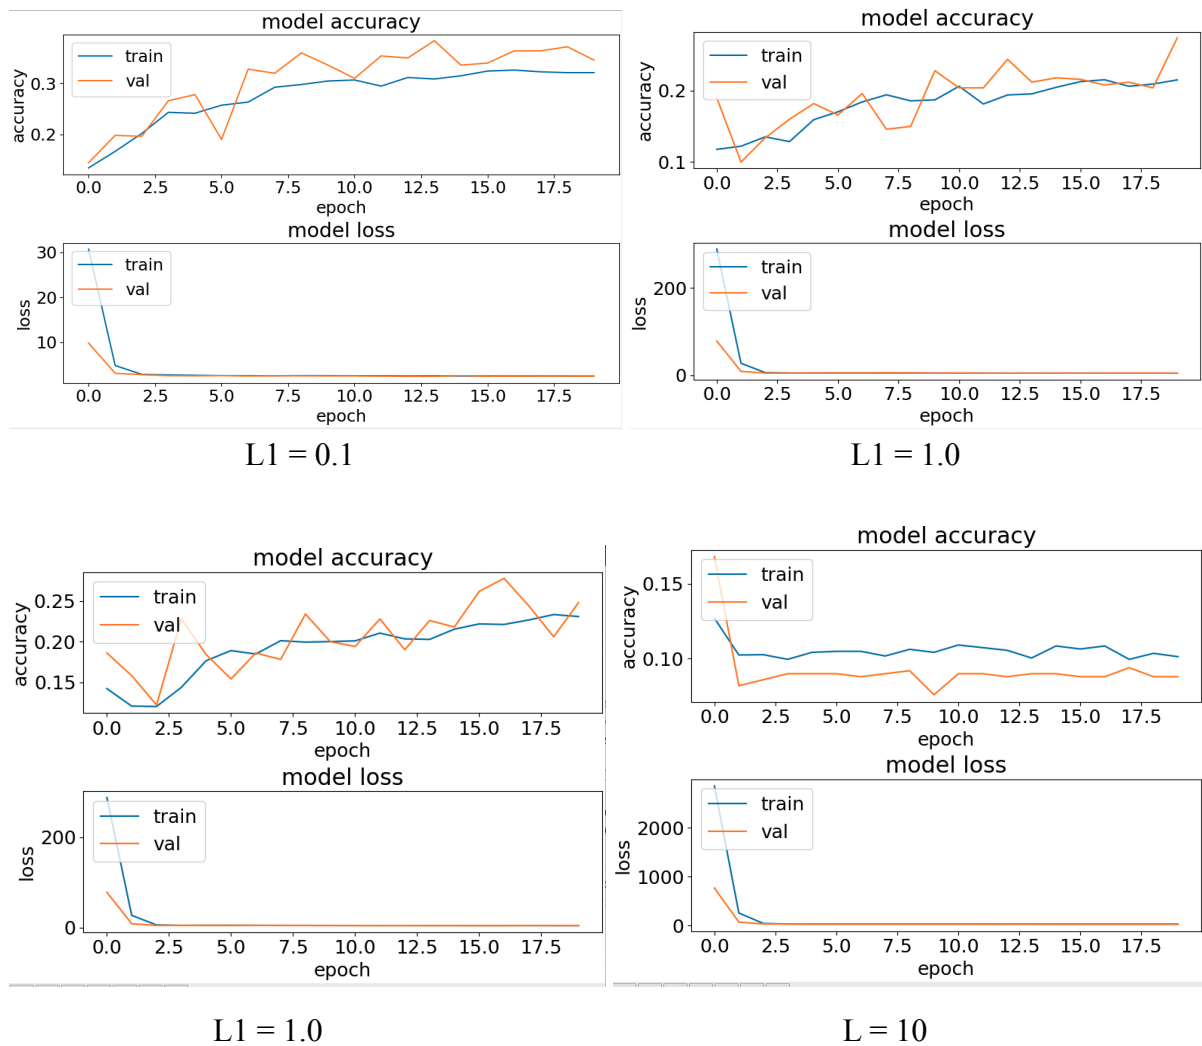 model accuracy
train
val
accuracy
0.3
0.2
0.0 2.5 5.0 7.5 10.0 12.5 15.0 17.5
epoch
model loss
train
val
loss
30
20
10
0.0 2.5 5.0 7.5 10.0 12.5 15.0 17.5
epoch
L1 = 0.1
model accuracy
train
val
accuracy
0.2
0.1
0.0 2.5 5.0 7.5 10.0 12.5 15.0 17.5
epoch
model loss
train
val
loss
200
0
0.0 2.5 5.0 7.5 10.0 12.5 15.0 17.5
epoch
L1 = 1.0
model accuracy
train
val
accuracy
0.25
0.20
0.15
0.0 2.5 5.0 7.5 10.0 12.5 15.0 17.5
epoch
model loss
train
val
loss
200
0
0.0 2.5 5.0 7.5 10.0 12.5 15.0 17.5
epoch
L1 = 1.0
model accuracy
train
val
accuracy
0.15
0.10
0.0 2.5 5.0 7.5 10.0 12.5 15.0 17.5
epoch
model loss
train
val
loss
2000
1000
0
0.0 2.5 5.0 7.5 10.0 12.5 15.0 17.5
epoch
L = 10